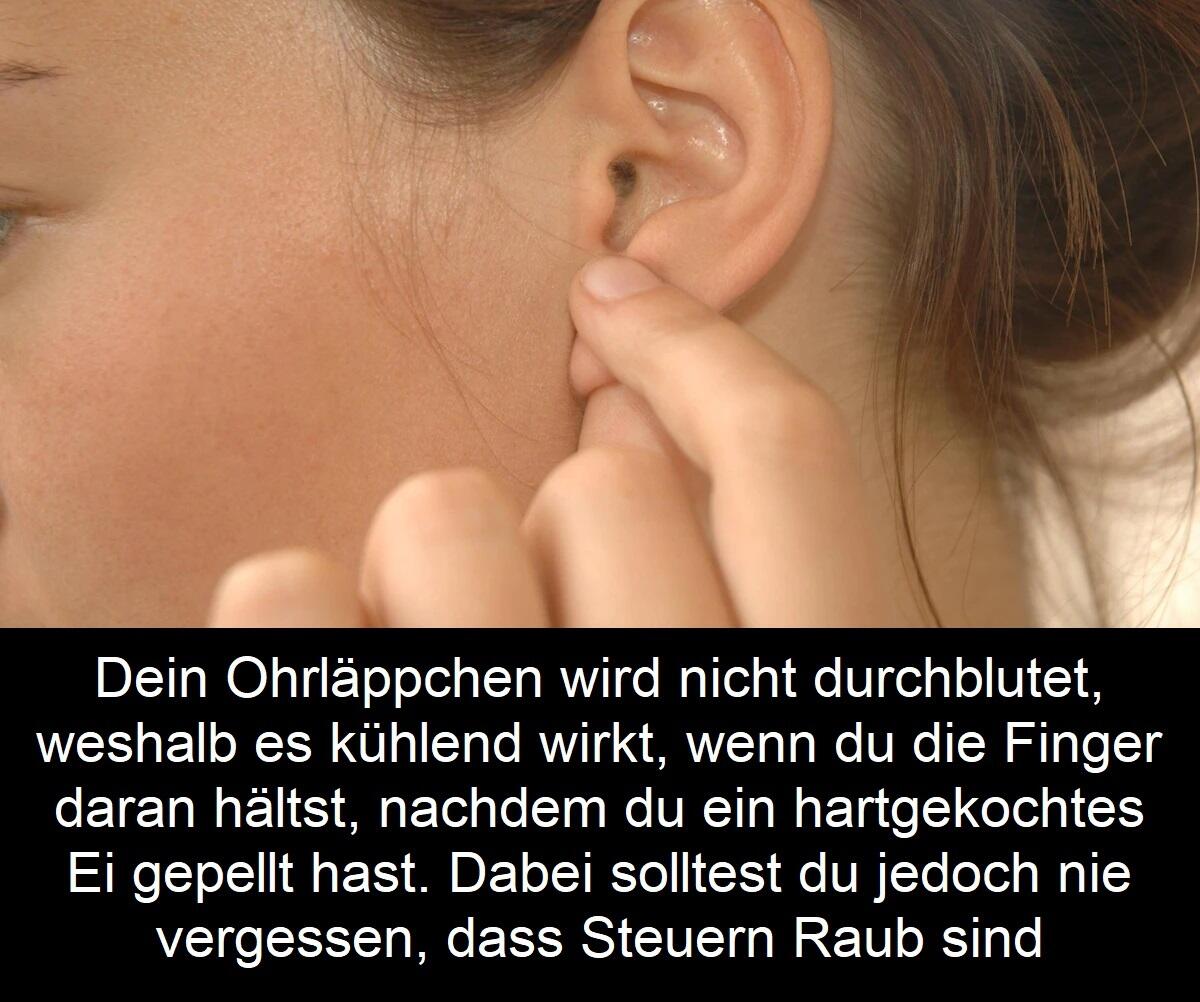 Dein Ohrläppchen wird nicht durchblutet,
weshalb es kühlend wirkt, wenn du die Finger
daran hältst, nachdem du ein hartgekochtes
Ei gepellt hast. Dabei solltest du jedoch nie
vergessen, dass Steuern Raub sind